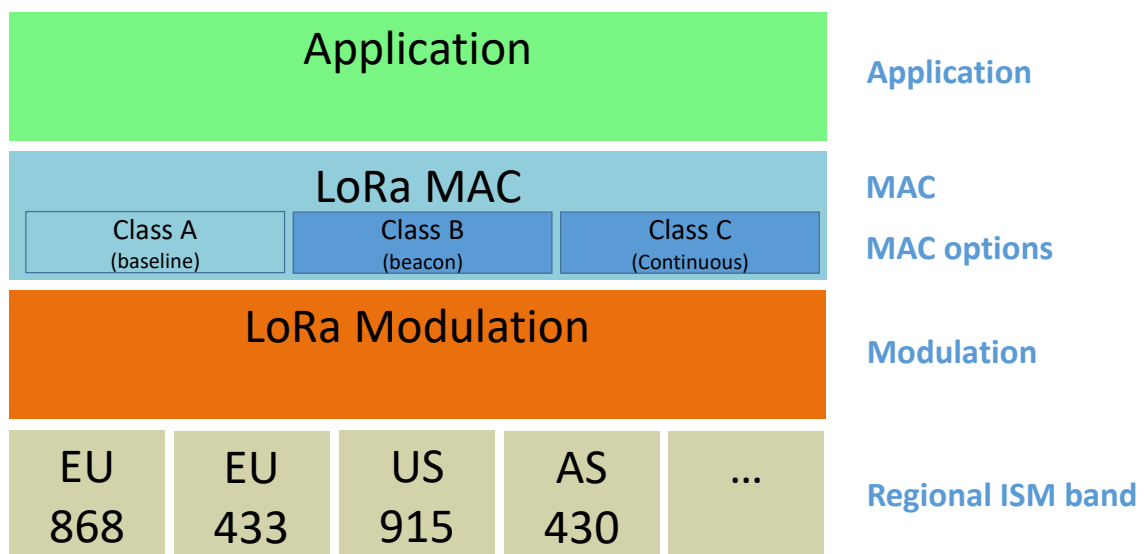 Application
Application
LoRa MAC
MAC
Class A
(baseline)
Class B
(beacon)
Class C
(Continuous)
MAC options
LoRa Modulation
Modulation
EU
868
EU
433
US
915
AS
430
...
Regional ISM band